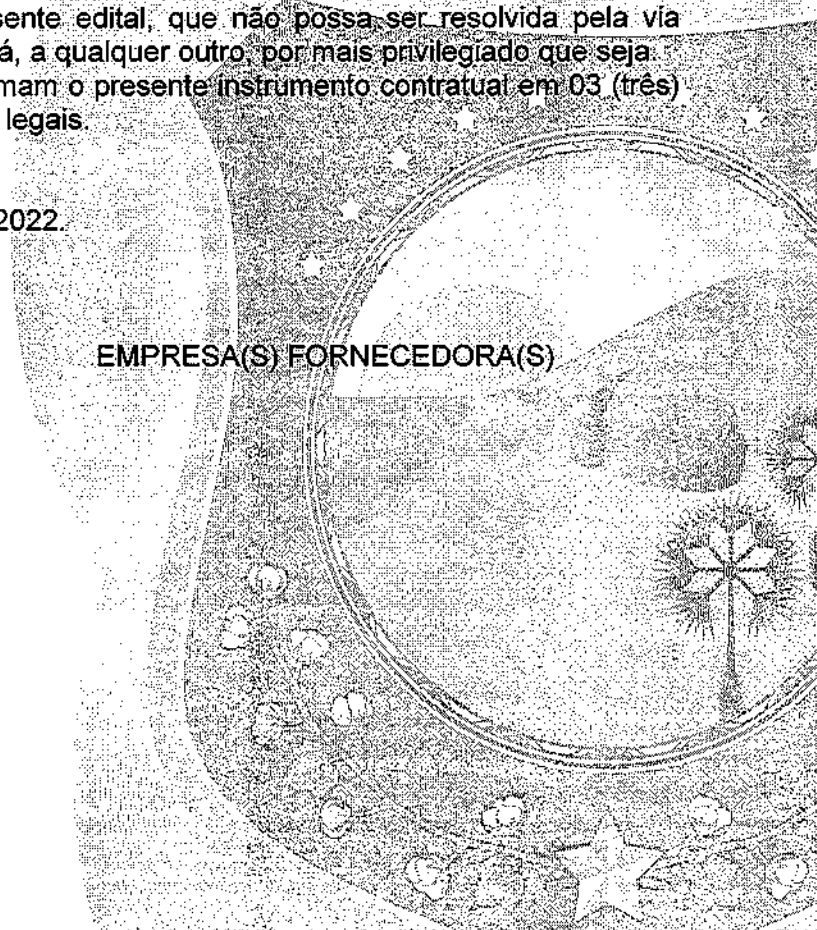 sente edital, que não possa ser resolvida pela via
á, a qualquer outro, por mais privilegiado que seja.
mam o presente instrumento contratual em 03 (três)
legais.
2022.
EMPRESA(S) FORNECEDORA(S)